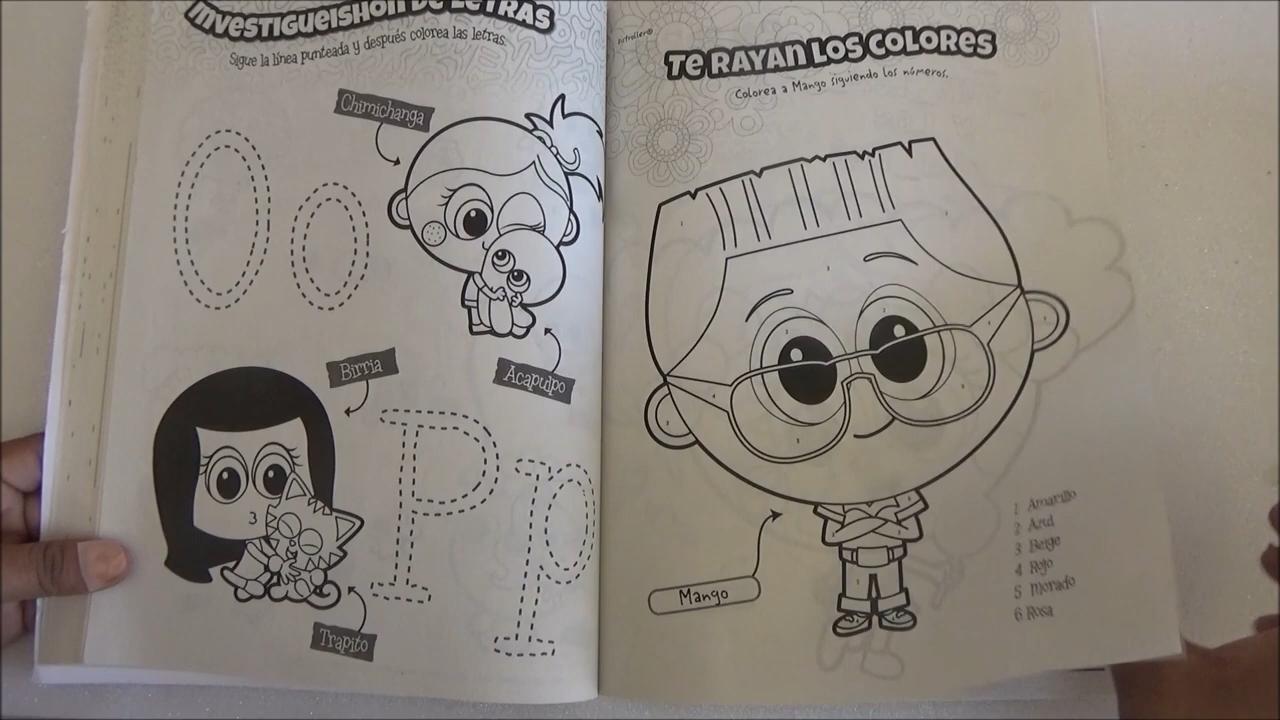 INVESTIGUEISHON DE LETRAS
Sigue la línea punteada y después colorea las letras.
Chimichanga
O o
Acapulpo
Birria
P p
Trapito
TE RAYAN LOS COLORES
Colorea a Mango siguiendo los números.
Mango
1 Amarillo
2 Azul
3 Beige
4 Rojo
5 Morado
6 Rosa